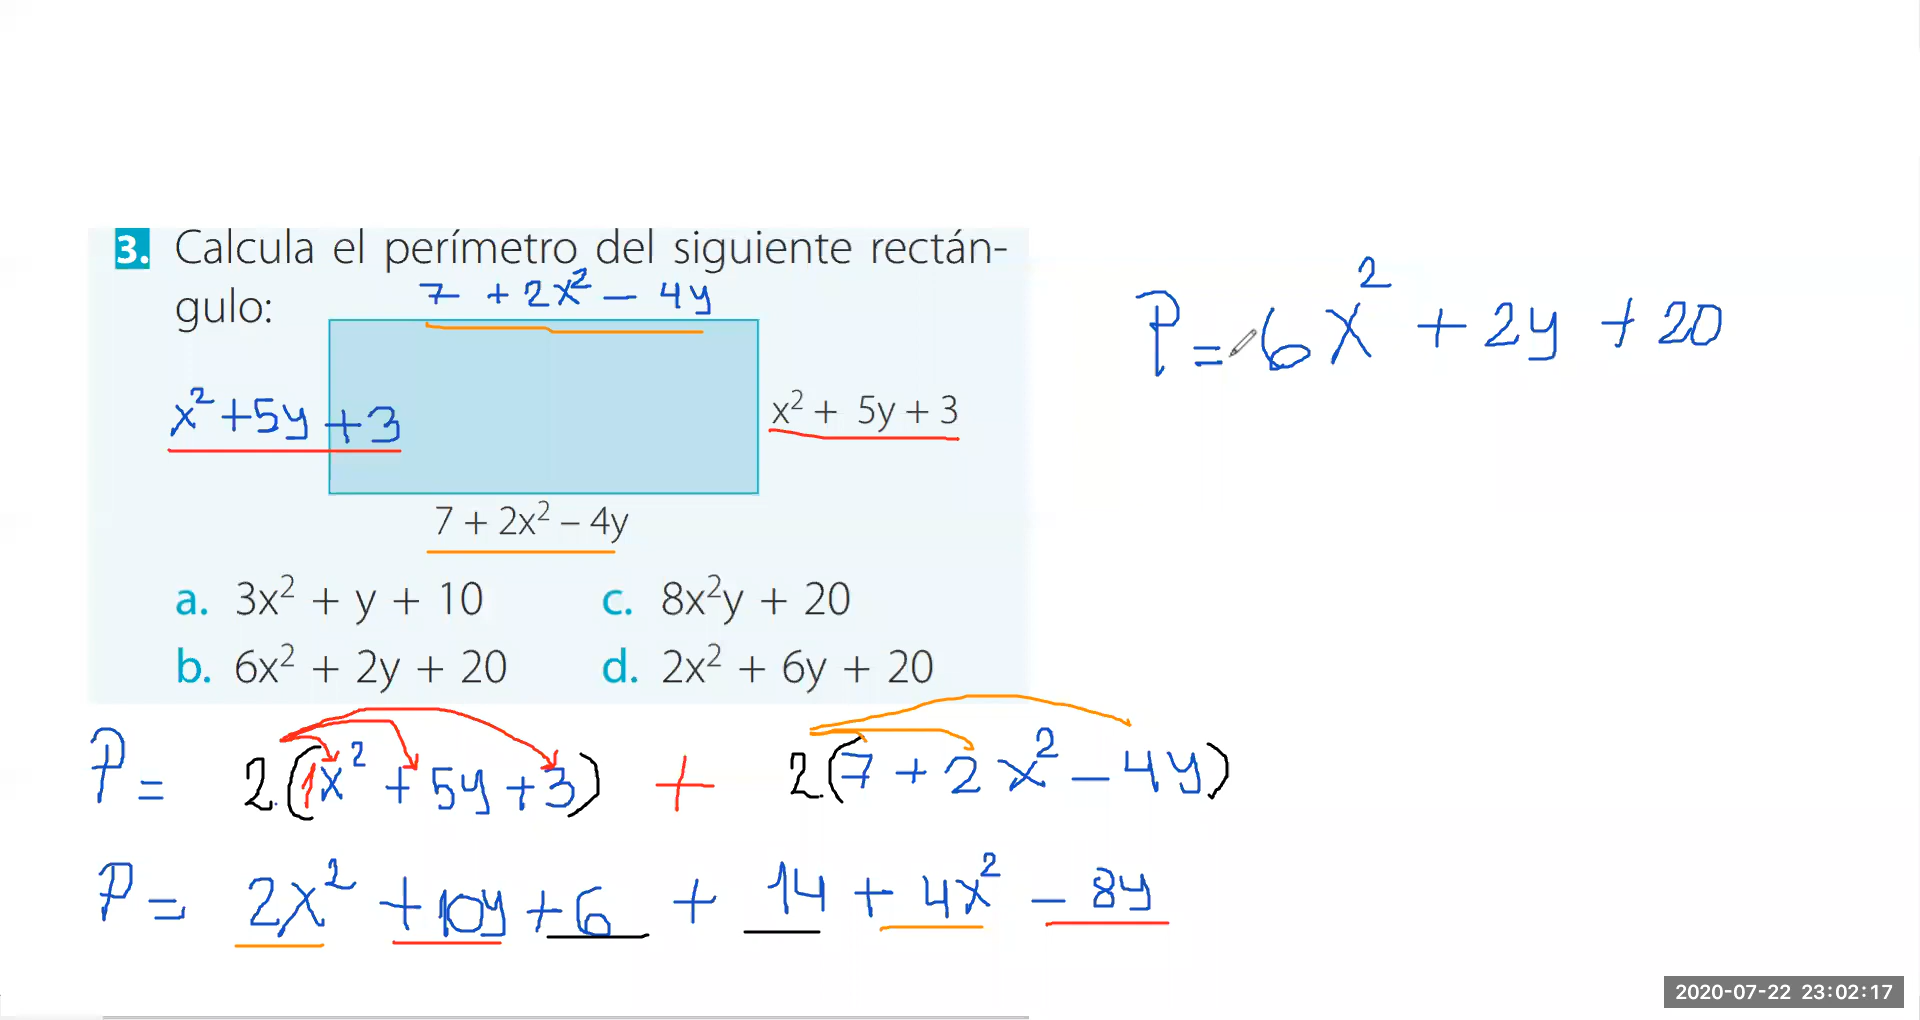 3. Calcula el perímetro del siguiente rectán-
gulo:
7 + 2x² - 4y
x² + 5y + 3
x² + 5y + 3
7 + 2x² – 4y
a. 3x² + y + 10
c. 8x²y + 20
b. 6x² + 2y + 20
d. 2x² + 6y + 20
P = 2.(1x² + 5y + 3) + 2.(7 + 2x² - 4y)
P = 2x² + 10y + 6 + 14 + 4x² - 8y
P = 6x² + 2y + 20
2020-07-22 23:02:17